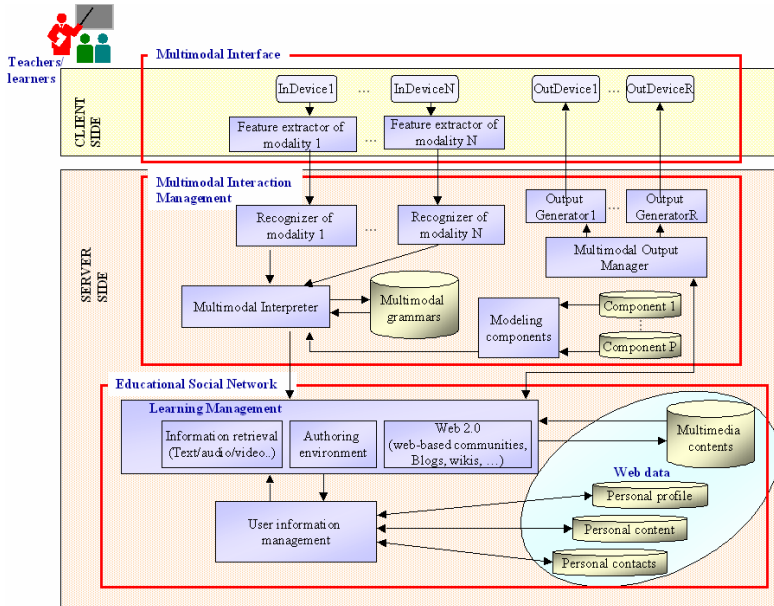 Teachers/
learners
Multimodal Interface
CLIENT
SIDE
InDevice1
...
InDeviceN
OutDevice1
...
OutDeviceR
Feature extractor of
modality 1
...
Feature extractor of
modality N
SERVER
SIDE
Multimodal Interaction
Management
Recognizer of
modality 1
...
Recognizer of
modality N
Output
Generator1
...
Output
GeneratorR
Multimodal Output
Manager
Multimodal Interpreter
Multimodal
grammars
Modeling
components
Component 1
Component P
Educational Social Network
Learning Management
Information retrieval
(Text/audio/video..)
Authoring
environment
Web 2.0
(web-based communities,
Blogs, wikis, ...)
Multimedia
contents
Web data
User information
management
Personal profile
Personal content
Personal contacts